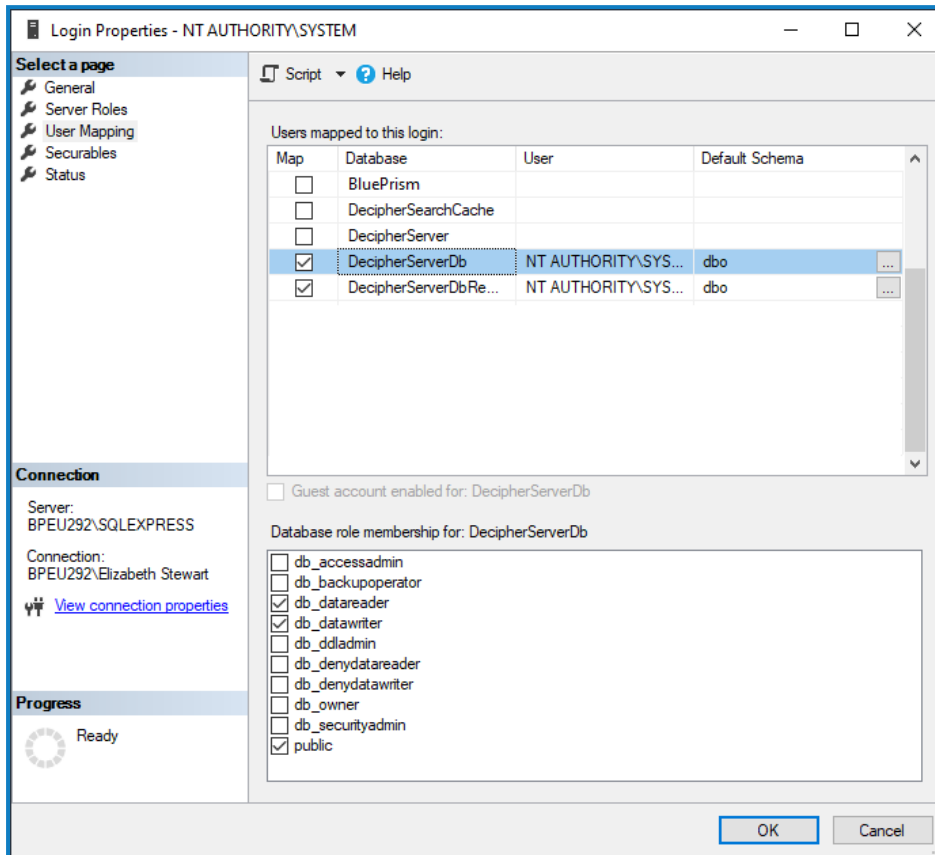 Login Properties - NT AUTHORITY\SYSTEM
Select a page
General
Server Roles
User Mapping
Securables
Status
Script
Help
Users mapped to this login:
Map Database User Default Schema
BluePrism
DecipherSearchCache
DecipherServer
DecipherServerDb NT AUTHORITY\SYS... dbo ...
DecipherServerDbRe... NT AUTHORITY\SYS... dbo ...
Guest account enabled for: DecipherServerDb
Database role membership for: DecipherServerDb
db_accessadmin
db_backupoperator
db_datareader
db_datawriter
db_ddladmin
db_denydatareader
db_denydatawriter
db_owner
db_securityadmin
public
Connection
Server:
BPEU292\SQLEXPRESS
Connection:
BPEU292\Elizabeth Stewart
View connection properties
Progress
Ready
OK
Cancel